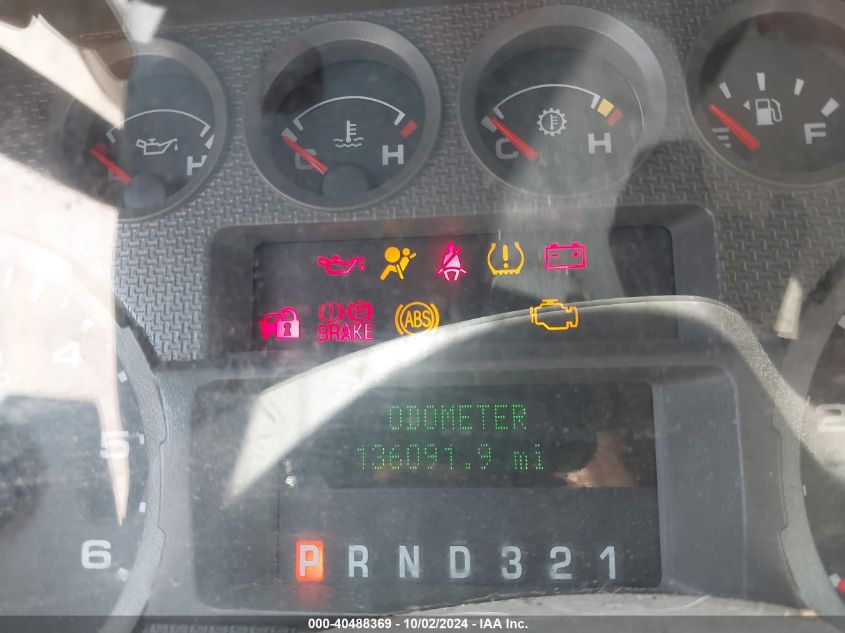 H
C H
C H
F
ABS
P
BRAKE
4
5
6
2
ODOMETER
136091.9 mi
P R N D 3 2 1
000-40488369 - 10/02/2024 - IAA Inc.